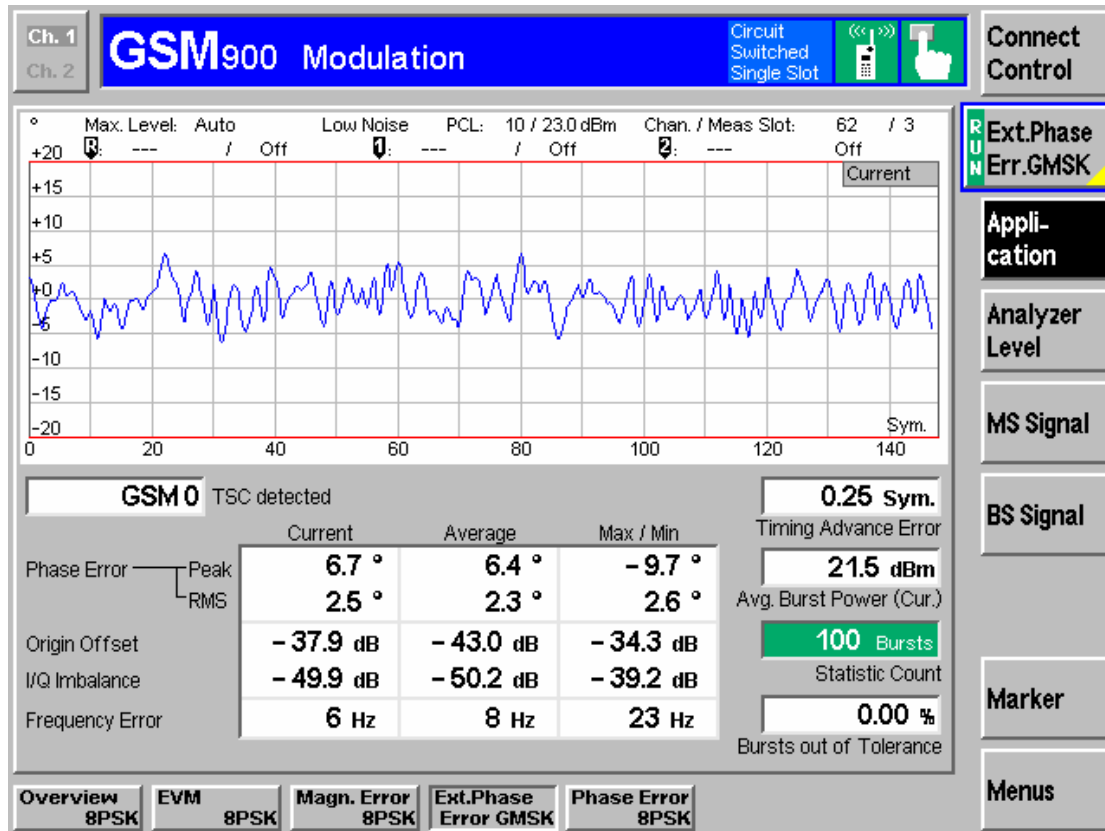 Ch. 1
Ch. 2
GSM900 Modulation
Circuit
Switched
Single Slot
Connect
Control
° Max. Level: Auto Low Noise PCL: 10 / 23.0 dBm Chan. / Meas Slot: 62 / 3
R: --- / Off 1: --- / Off 2: --- Off
RUN
Ext.Phase
Err.GMSK
Current
+20
+15
+10
+5
+0
-5
-10
-15
-20
Sym.
0 20 40 60 80 100 120 140
Appli-
cation
Analyzer
Level
MS Signal
BS Signal
GSM 0 TSC detected
0.25 Sym.
Timing Advance Error
Current Average Max / Min
Phase Error Peak 6.7 ° 6.4 ° -9.7 °
RMS 2.5 ° 2.3 ° 2.6 °
21.5 dBm
Avg. Burst Power (Cur.)
Origin Offset -37.9 dB -43.0 dB -34.3 dB
I/Q Imbalance -49.9 dB -50.2 dB -39.2 dB
100 Bursts
Statistic Count
Frequency Error 6 Hz 8 Hz 23 Hz
0.00 %
Bursts out of Tolerance
Marker
Menus
Overview
8PSK
EVM
8PSK
Magn. Error
8PSK
Ext.Phase
Error GMSK
Phase Error
8PSK